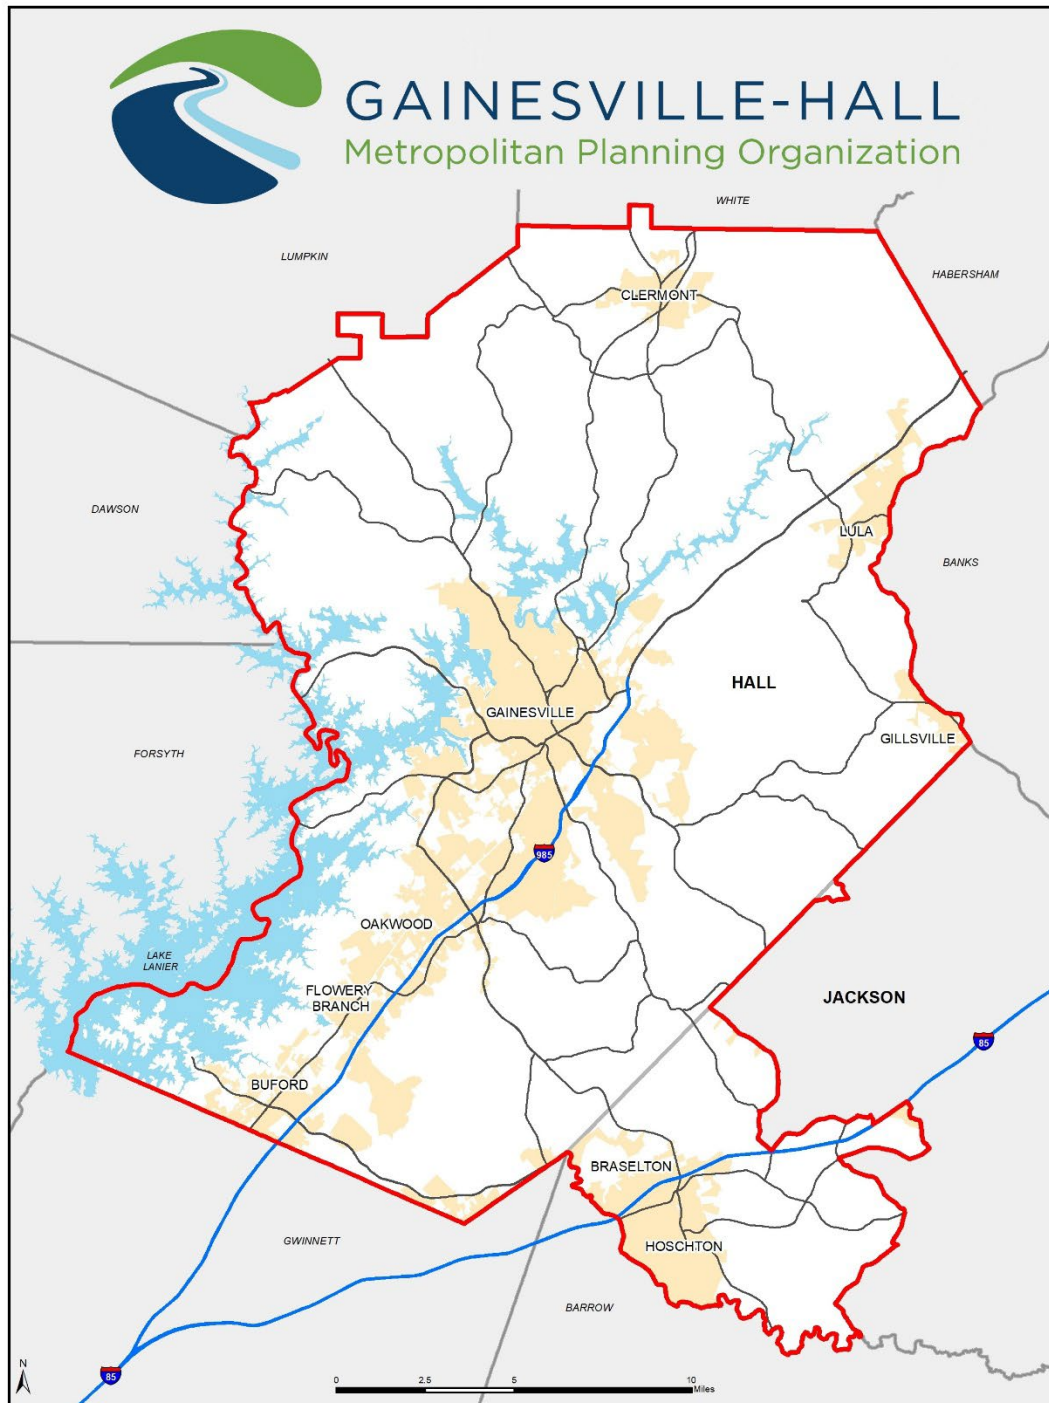 GAINESVILLE-HALL
Metropolitan Planning Organization
WHITE
LUMPKIN
HABERSHAM
CLERMONT
DAWSON
LULA
BANKS
HALL
GAINESVILLE
GILLSVILLE
FORSYTH
985
OAKWOOD
LAKE
LANIER
FLOWERY
BRANCH
JACKSON
85
BUFORD
BRASELTON
GWINNETT
HOSCHTON
BARROW
85
N
0 2.5 5 10
Miles